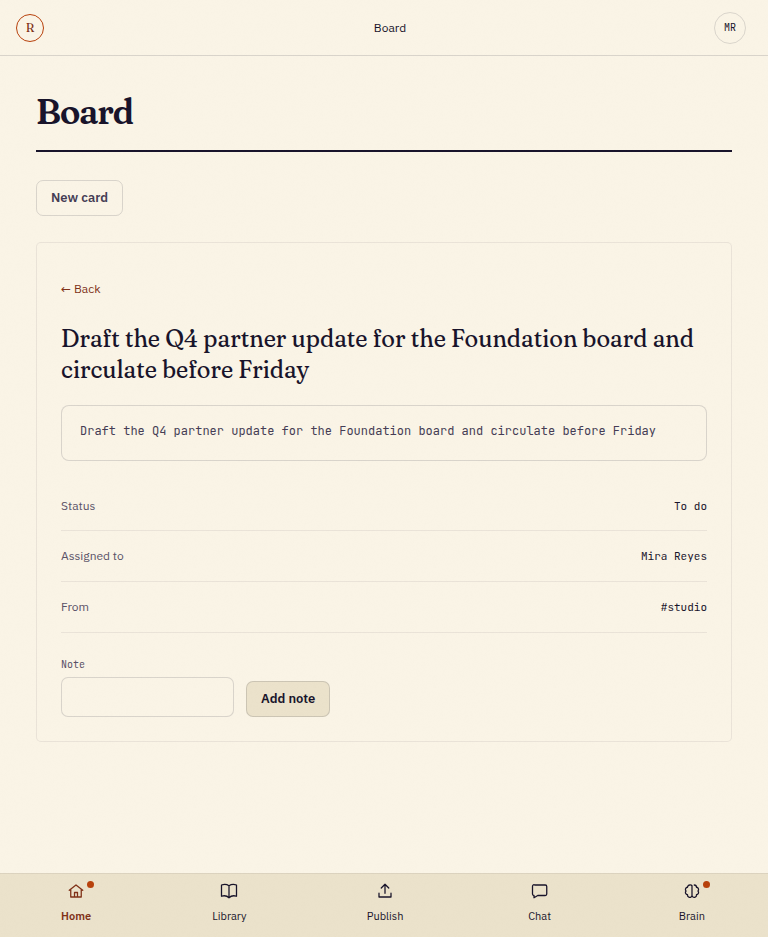 R
Board
MR
Board
New card
← Back
Draft the Q4 partner update for the Foundation board and
circulate before Friday
Draft the Q4 partner update for the Foundation board and circulate before Friday
Status
To do
Assigned to
Mira Reyes
From
#studio
Note
Add note
Home
Library
Publish
Chat
Brain